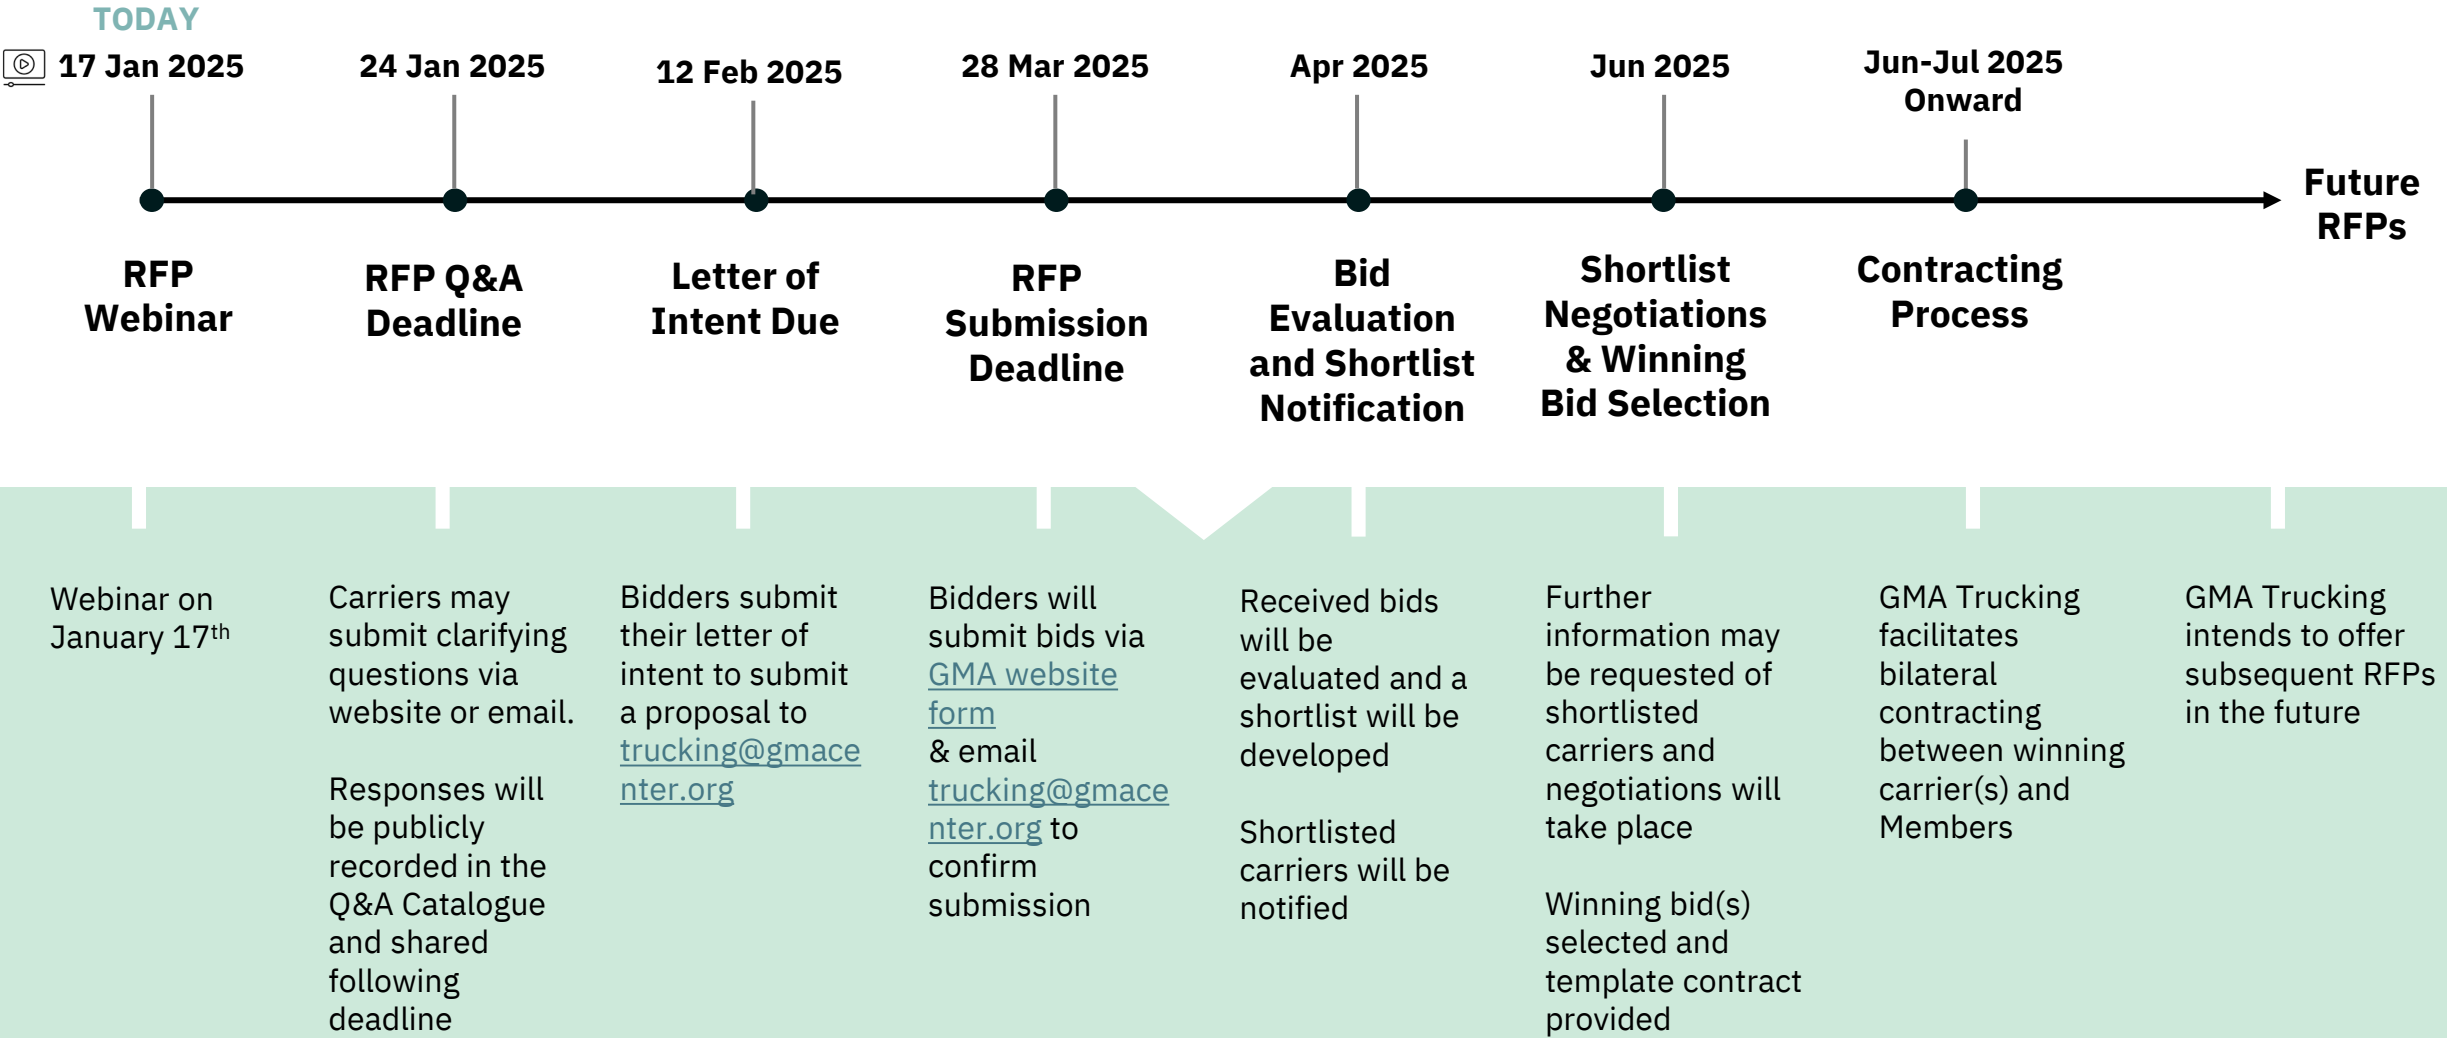 TODAY
17 Jan 2025
24 Jan 2025
12 Feb 2025
28 Mar 2025
Apr 2025
Jun 2025
Jun-Jul 2025
Onward
Future
RFPs
RFP
Webinar
RFP Q&A
Deadline
Letter of
Intent Due
RFP
Submission
Deadline
Bid
Evaluation
and Shortlist
Notification
Shortlist
Negotiations
& Winning
Bid Selection
Contracting
Process
Webinar on
January 17th
Carriers may
submit clarifying
questions via
website or email.
Responses will
be publicly
recorded in the
Q&A Catalogue
and shared
following
deadline
Bidders submit
their letter of
intent to submit
a proposal to
trucking@gmace
nter.org
Bidders will
submit bids via
GMA website
form
& email
trucking@gmace
nter.org to
confirm
submission
Received bids
will be
evaluated and a
shortlist will be
developed
Shortlisted
carriers will be
notified
Further
information may
be requested of
shortlisted
carriers and
negotiations will
take place
Winning bid(s)
selected and
template contract
provided
GMA Trucking
facilitates
bilateral
contracting
between winning
carrier(s) and
Members
GMA Trucking
intends to offer
subsequent RFPs
in the future